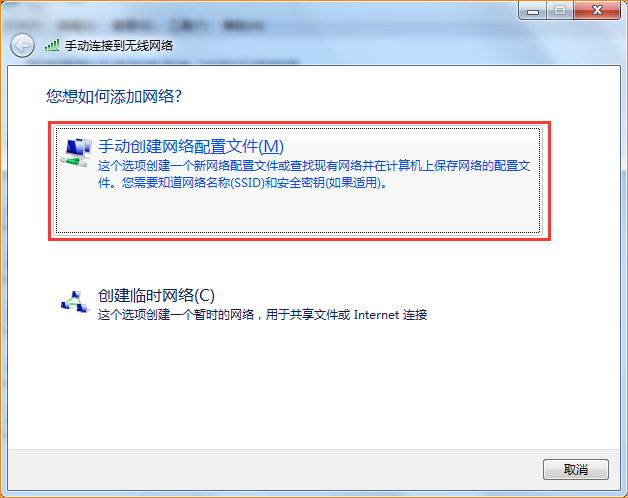 手动连接到无线网络
您想如何添加网络?
手动创建网络配置文件(M)
这个选项创建一个新网络配置文件或查找现有网络并在计算机上保存网络的配置文
件。您需要知道网络名称(SSID)和安全密钥(如果适用)。
创建临时网络(C)
这个选项创建一个暂时的网络，用于共享文件或 Internet 连接
取消